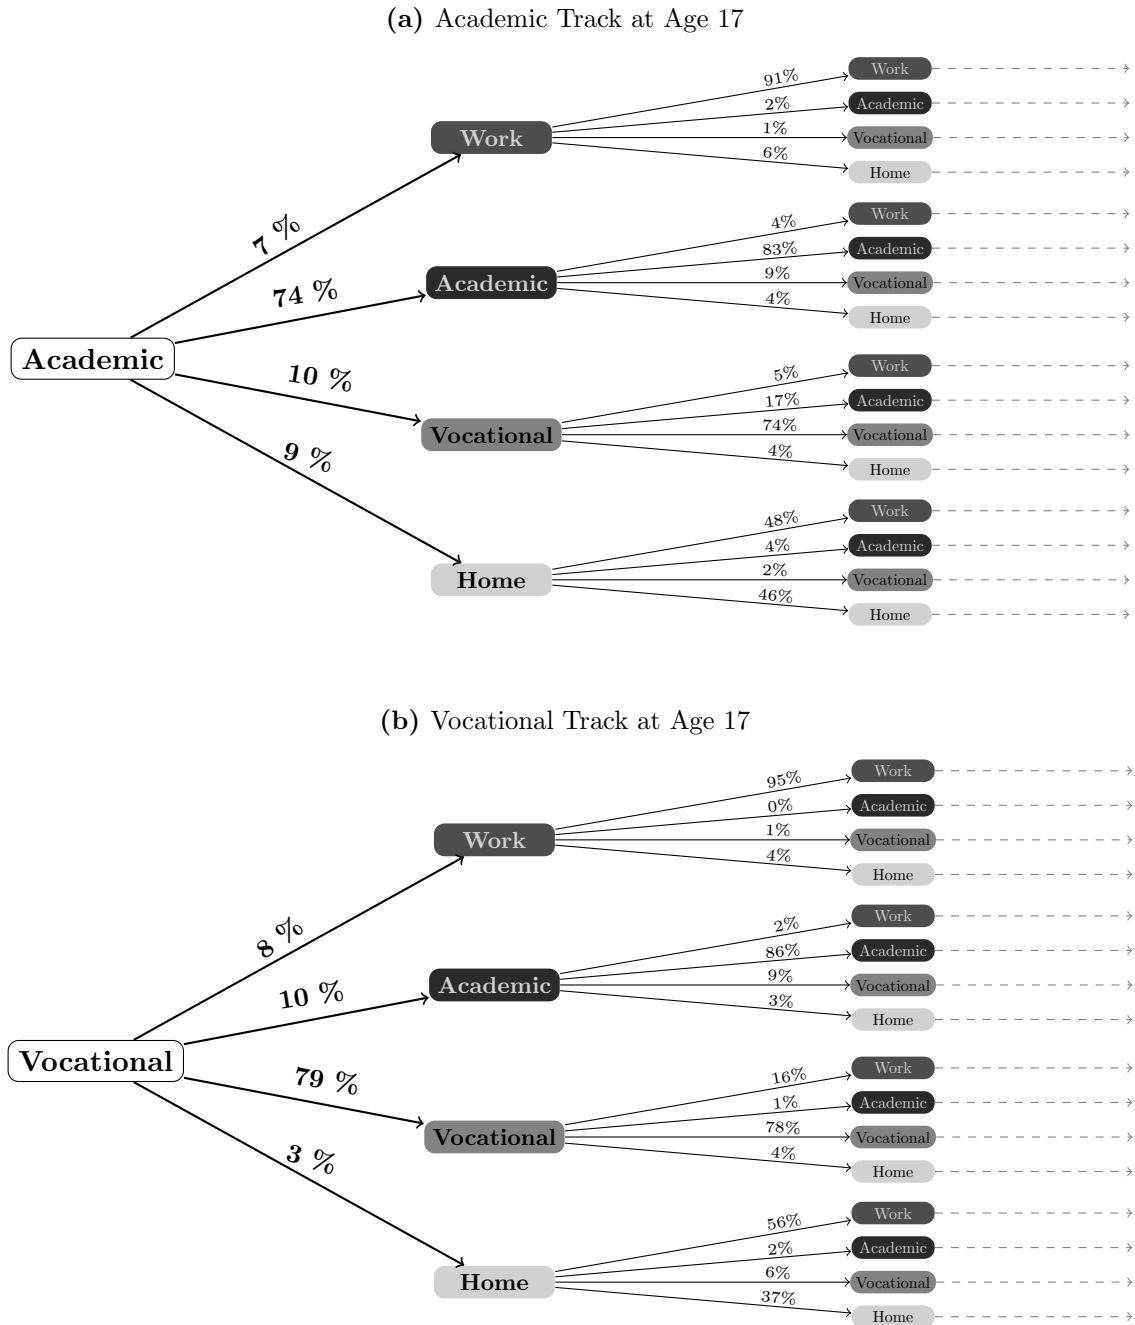 (a) Academic Track at Age 17
Work
91%
Academic
2%
Work
1%
Vocational
6%
Home
7 %
Work
4%
Academic
83%
74 %
Academic
9%
Vocational
4%
Home
Academic
Work
5%
10 %
Academic
17%
Vocational
74%
Vocational
9 %
4%
Home
Work
48%
Academic
4%
Home
2%
Vocational
46%
Home
(b) Vocational Track at Age 17
Work
95%
Academic
0%
Work
1%
Vocational
4%
Home
8 %
Work
2%
Academic
86%
10 %
Academic
9%
Vocational
3%
Home
Vocational
Work
16%
79 %
Academic
1%
Vocational
78%
Vocational
3 %
4%
Home
Work
56%
Academic
2%
Home
6%
Vocational
37%
Home